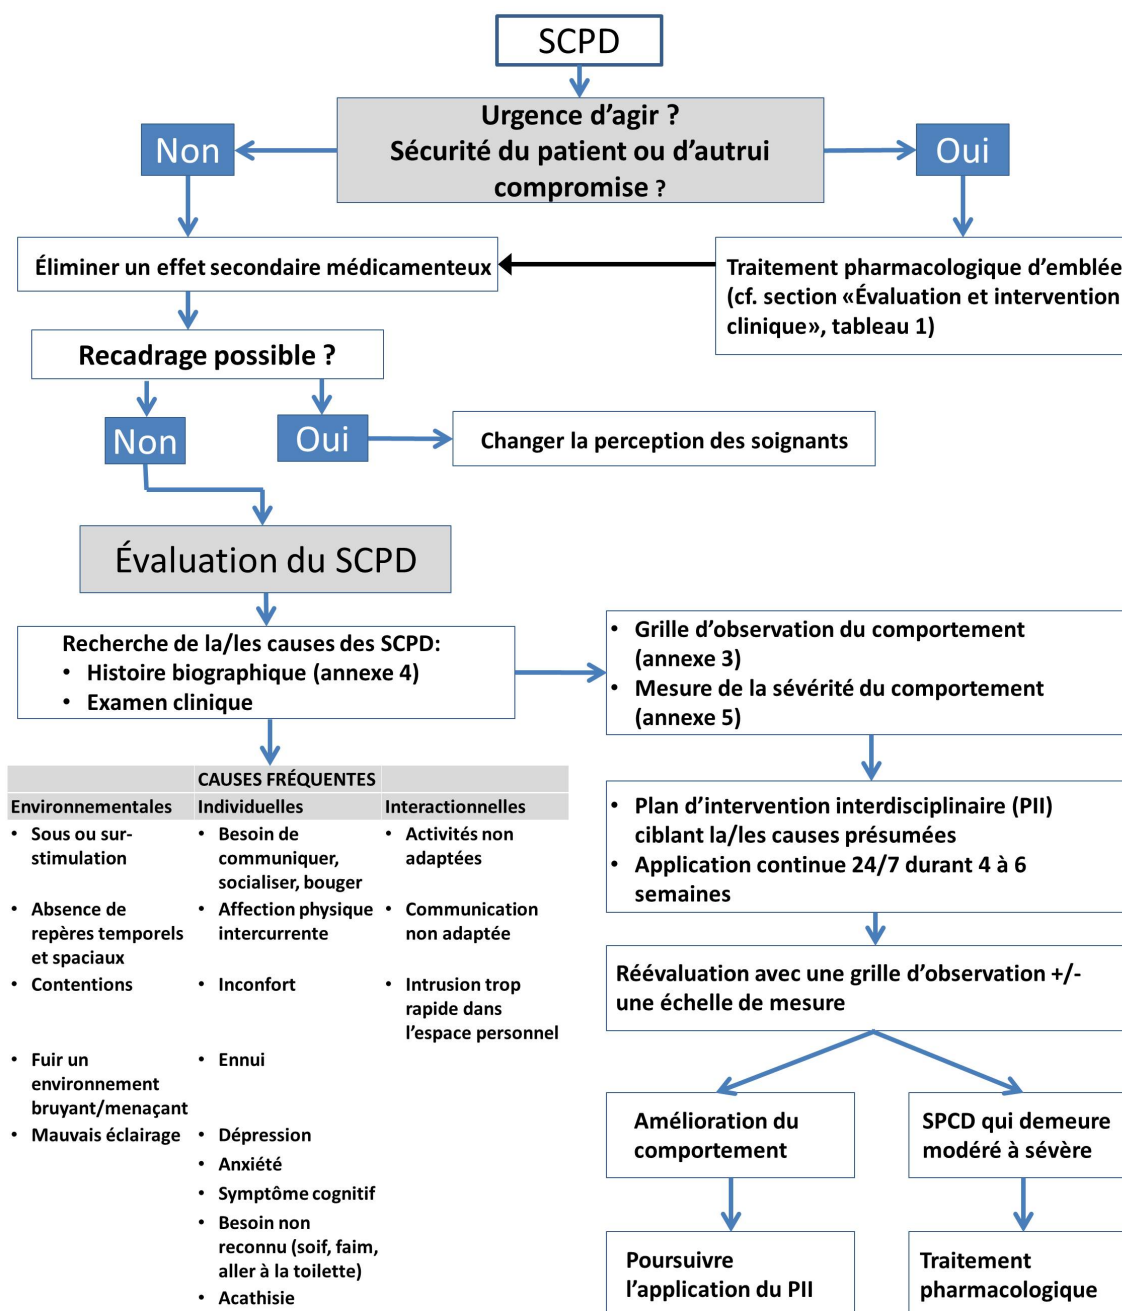 SCPD
Urgence d'agir ?
Sécurité du patient ou d'autrui
compromise ?
Non
Oui
Éliminer un effet secondaire médicamenteux
Traitement pharmacologique d'emblée
(cf. section «Évaluation et intervention
clinique», tableau 1)
Recadrage possible ?
Non
Oui
Changer la perception des soignants
Évaluation du SCPD
Recherche de la/les causes des SCPD:
• Histoire biographique (annexe 4)
• Examen clinique
• Grille d'observation du comportement
(annexe 3)
• Mesure de la sévérité du comportement
(annexe 5)
• Plan d'intervention interdisciplinaire (PII)
ciblant la/les causes présumées
• Application continue 24/7 durant 4 à 6
semaines
Réévaluation avec une grille d'observation +/-
une échelle de mesure
Amélioration du
comportement
SPCD qui demeure
modéré à sévère
Poursuivre
l'application du PII
Traitement
pharmacologique
CAUSES FRÉQUENTES
Environnementales
• Sous ou sur-
stimulation
• Absence de
repères temporels
et spaciaux
• Contentions
• Fuir un
environnement
bruyant/menaçant
• Mauvais éclairage
Individuelles
• Besoin de
communiquer,
socialiser, bouger
• Affection physique
intercurrente
• Inconfort
• Ennui
• Dépression
• Anxiété
• Symptôme cognitif
• Besoin non
reconnu (soif, faim,
aller à la toilette)
• Acathisie
Interactionnelles
• Activités non
adaptées
• Communication
non adaptée
• Intrusion trop
rapide dans
l'espace personnel